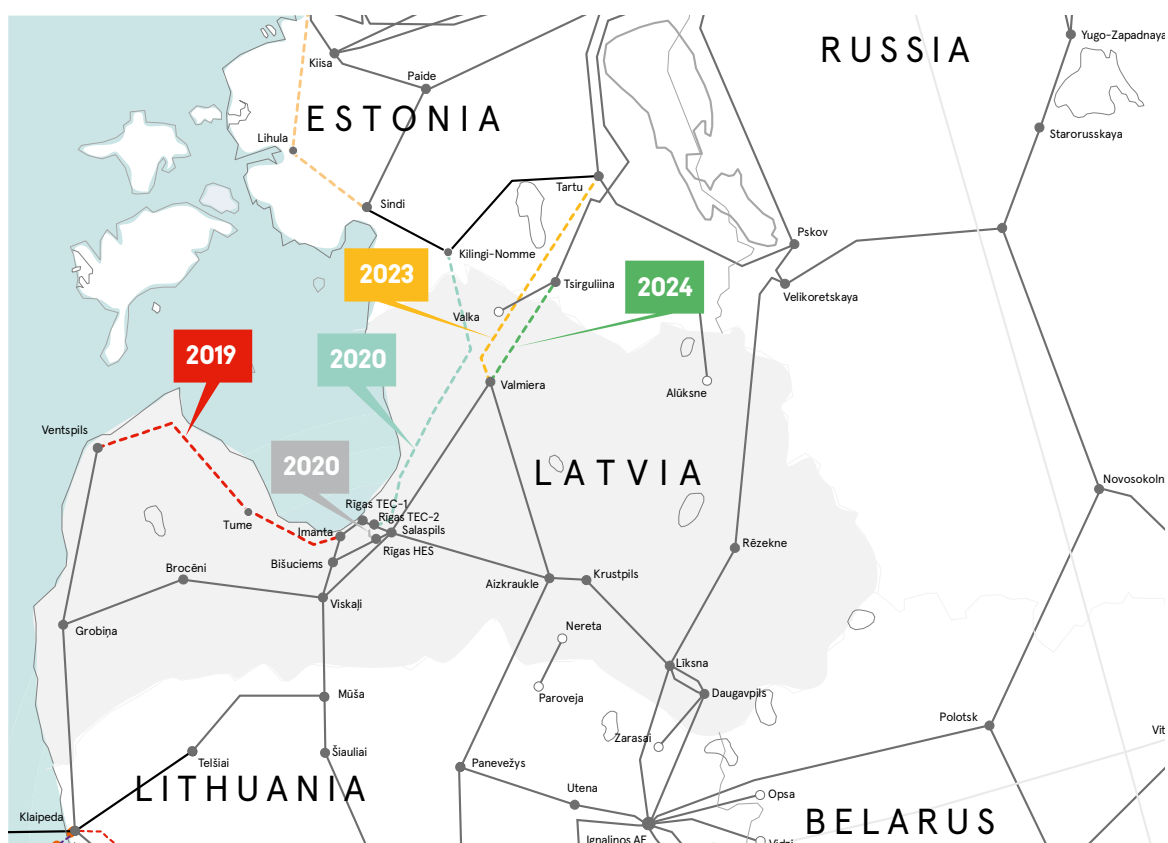 Yugo-Zapadnaya
RUSSIA
Kiisa
Paide
ESTONIA
Starorusskaya
Lihula
Tartu
Sindi
Pskov
Kilingi-Nomme
2023
Tsirguliina
2024
Velikoretskaya
Valka
2019
2020
Valmiera
Alūksne
Ventspils
2020
LATVIA
Novosokoln
Rīgas TEC-1
Rīgas TEC-2
Tume
Imanta
Salaspils
Rīgas HES
Rēzekne
Bišuciems
Brocēni
Aizkraukle
Krustpils
Viskaļi
Grobiņa
Nereta
Līksna
Mūša
Paroveja
Daugavpils
Polotsk
Zarasai
Vit
Šiauliai
Telšiai
Panevežys
LITHUANIA
Utena
Opsa
Klaipeda
BELARUS
Ignalinos AE
Vidzi